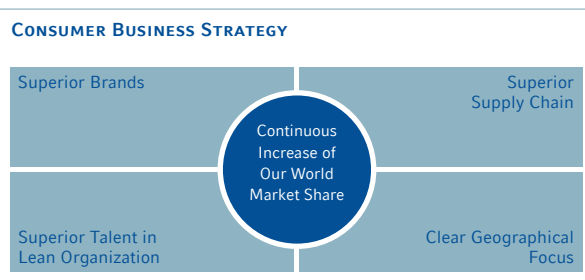 CONSUMER BUSINESS STRATEGY
Superior Brands
Superior
Supply Chain
Continuous
Increase of
Our World
Market Share
Superior Talent in
Lean Organization
Clear Geographical
Focus